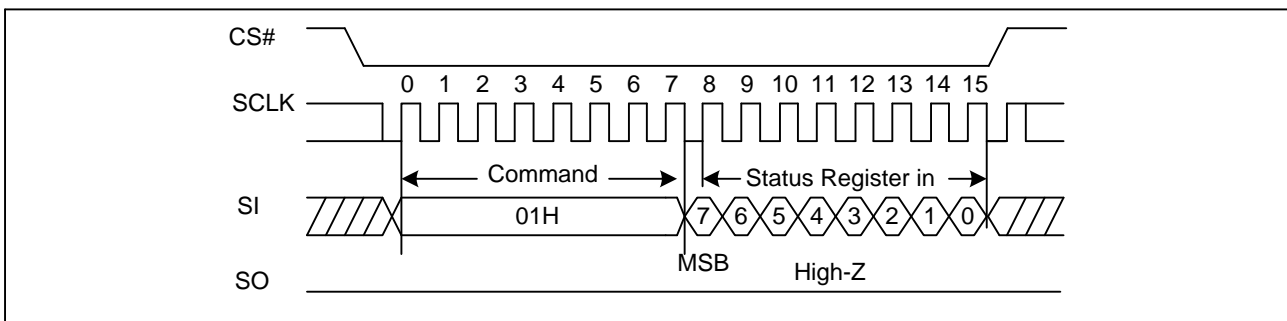 CS#
0 1 2 3 4 5 6 7 8 9 10 11 12 13 14 15
SCLK
Command Status Register in
SI 01H 7 6 5 4 3 2 1 0
MSB High-Z
SO